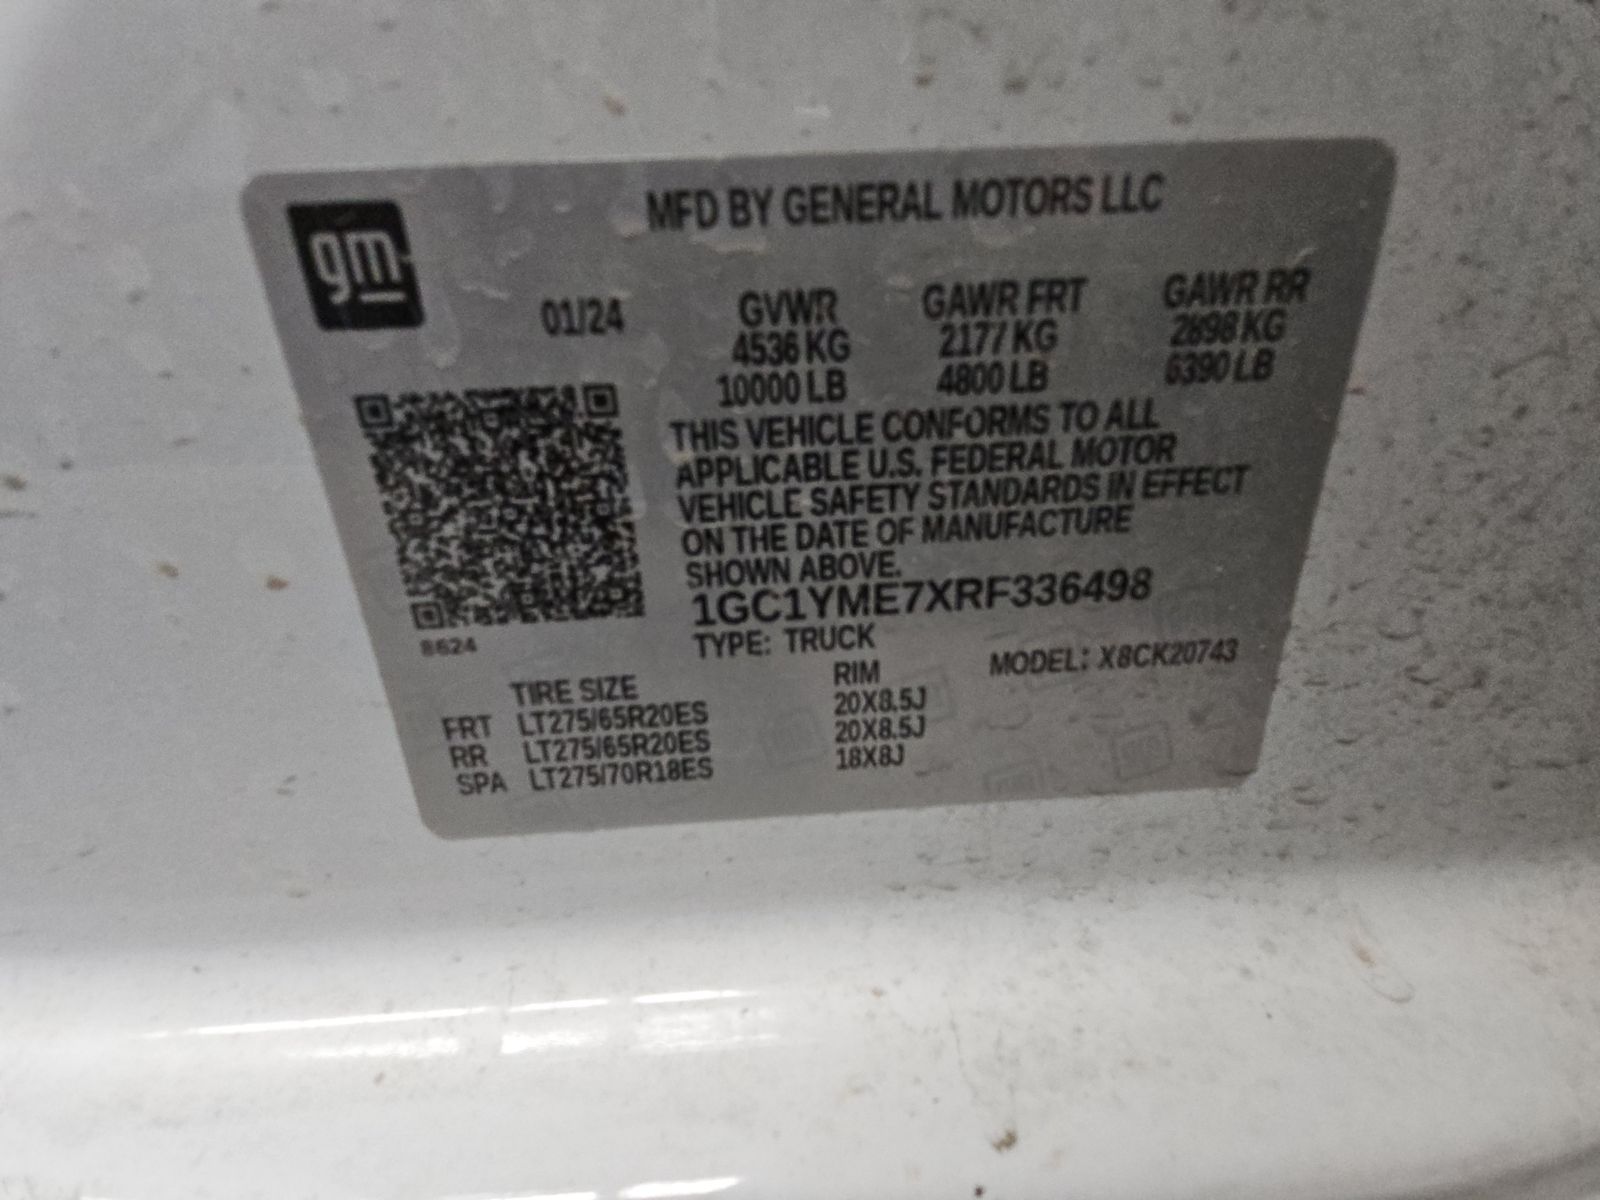 gm
MFD BY GENERAL MOTORS LLC
01/24
GVWR
4536 KG
10000 LB
GAWR FRT
2177 KG
4800 LB
GAWR RR
2898 KG
6390 LB
THIS VEHICLE CONFORMS TO ALL
APPLICABLE U.S. FEDERAL MOTOR
VEHICLE SAFETY STANDARDS IN EFFECT
ON THE DATE OF MANUFACTURE
SHOWN ABOVE.
1GC1YME7XRF336498
8624
TYPE: TRUCK
MODEL: X8CK20743
TIRE SIZE RIM
FRT LT275/65R20ES 20X8.5J
RR LT275/65R20ES 20X8.5J
SPA LT275/70R18ES 18X8J